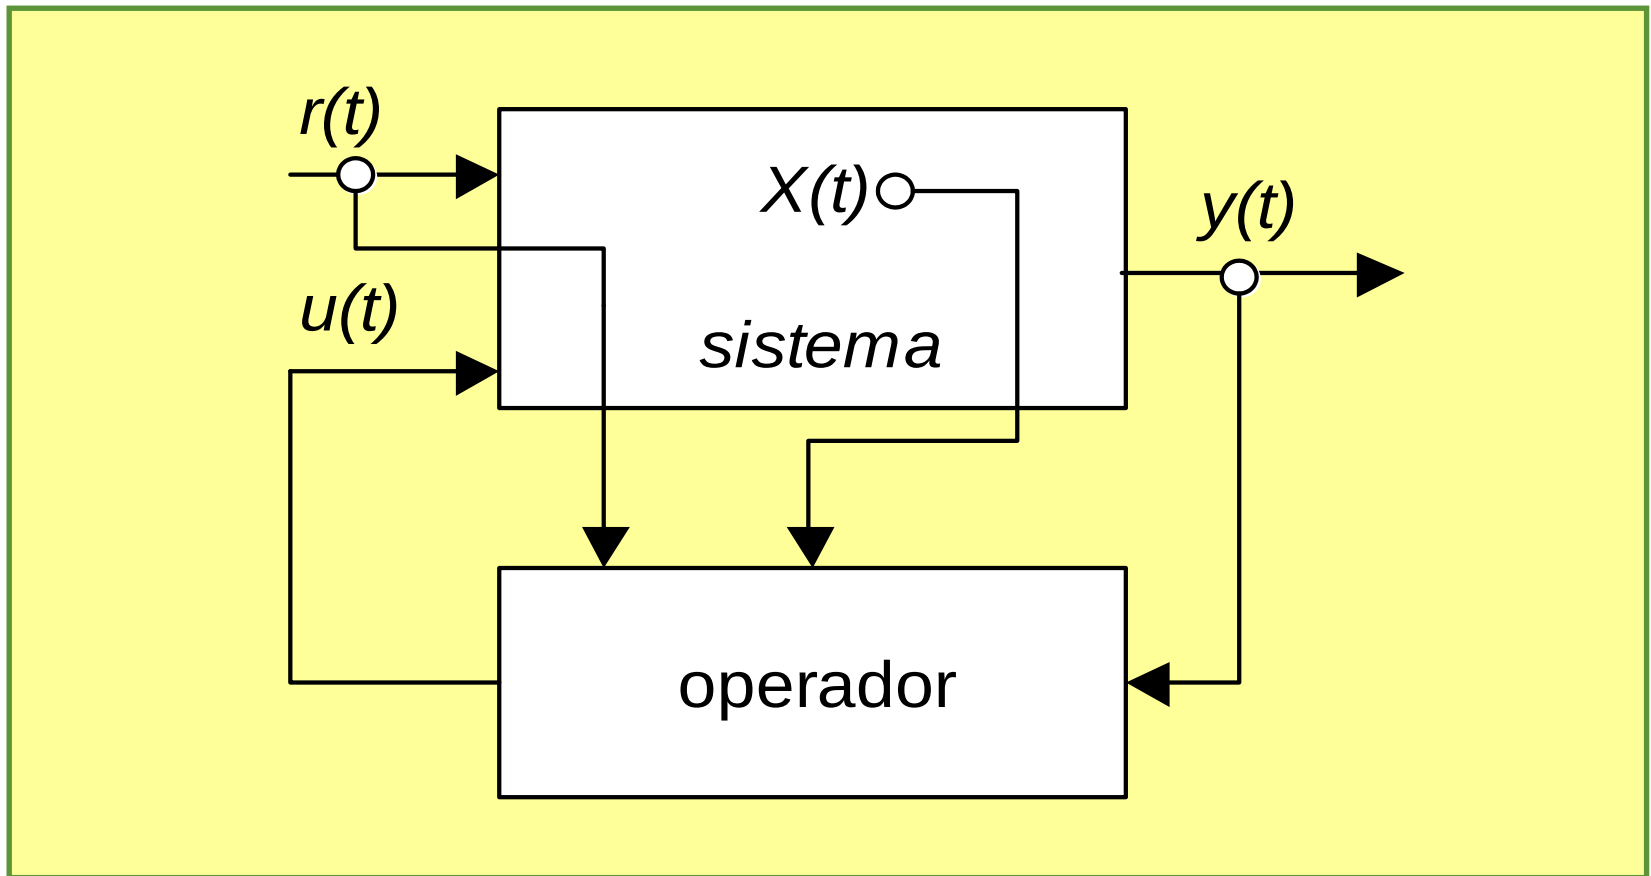 r(t)
X(t)
y(t)
u(t)
sistema
operador